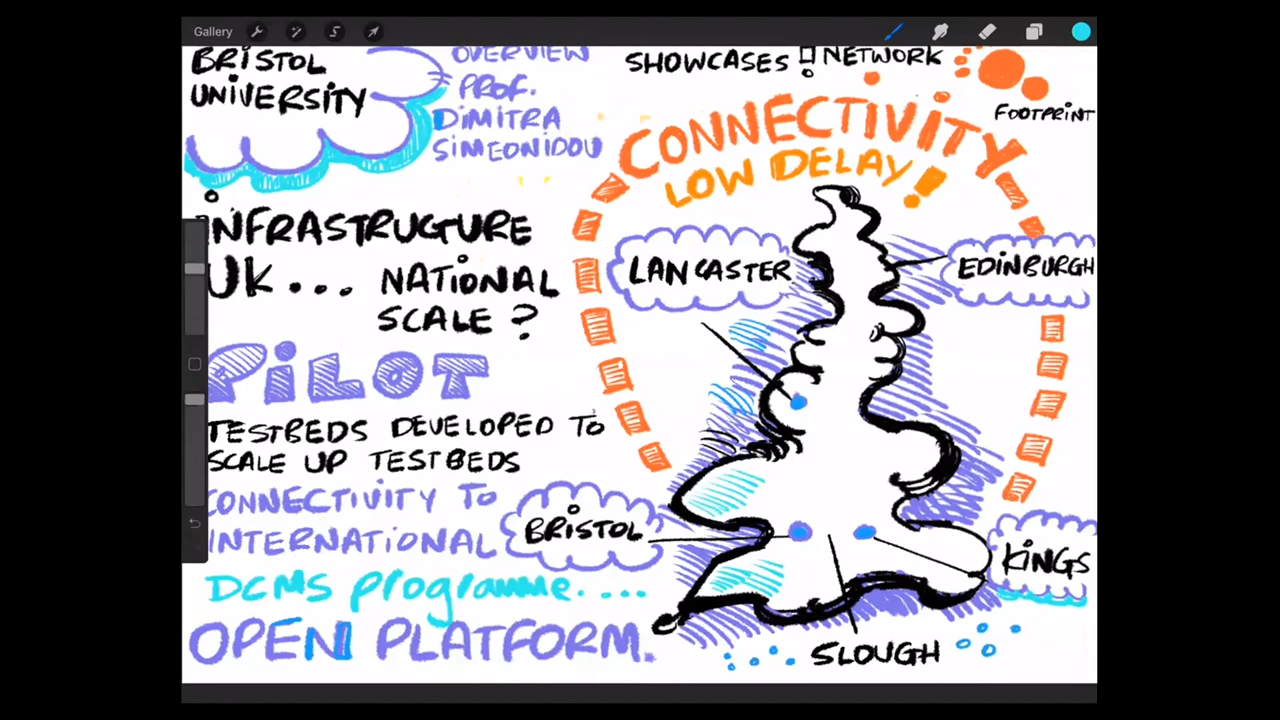 Gallery
BRISTOL
UNIVERSITY
OVERVIEW
PROF.
DIMITRA
SIMEONIDOU
INFRASTRUGTURE
UK... NATIONAL
SCALE ?
PILOT
TESTBEDS DEVELOPED TO
SCALE UP TESTBEDS
CONNECTIVITY TO
INTERNATIONAL
DCMS programme....
OPEN PLATFORM.
SHOWCASES ! NETWORK
FOOTPRINT
CONNECTIVITY
LOW DELAY!
LANCASTER
EDINBURGH
BRISTOL
KINGS
SLOUGH